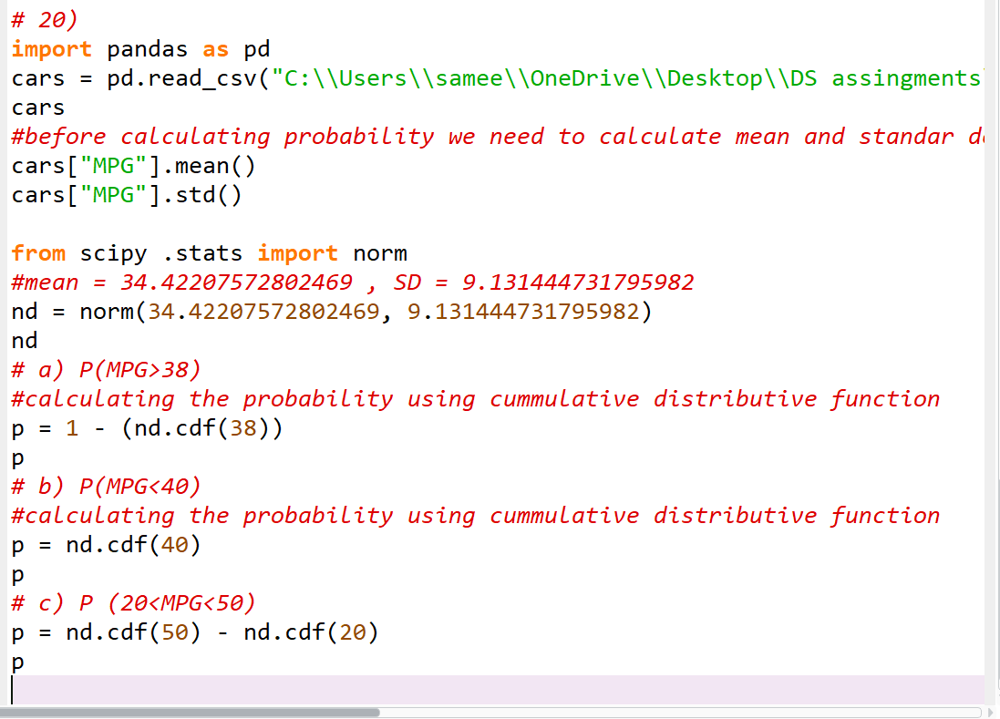 # 20)
import pandas as pd
cars = pd.read_csv("C:\\Users\\samee\\OneDrive\\Desktop\\DS assingments
cars
#before calculating probability we need to calculate mean and standar
cars["MPG"].mean()
cars["MPG"].std()
from scipy .stats import norm
#mean = 34.42207572802469 , SD = 9.131444731795982
nd = norm(34.42207572802469, 9.131444731795982)
nd
# a) P(MPG>38)
#calculating the probability using cummulative distributive function
p = 1 - (nd.cdf(38))
p
# b) P(MPG<40)
#calculating the probability using cummulative distributive function
p = nd.cdf(40)
p
# c) P (20<MPG<50)
p = nd.cdf(50) - nd.cdf(20)
p